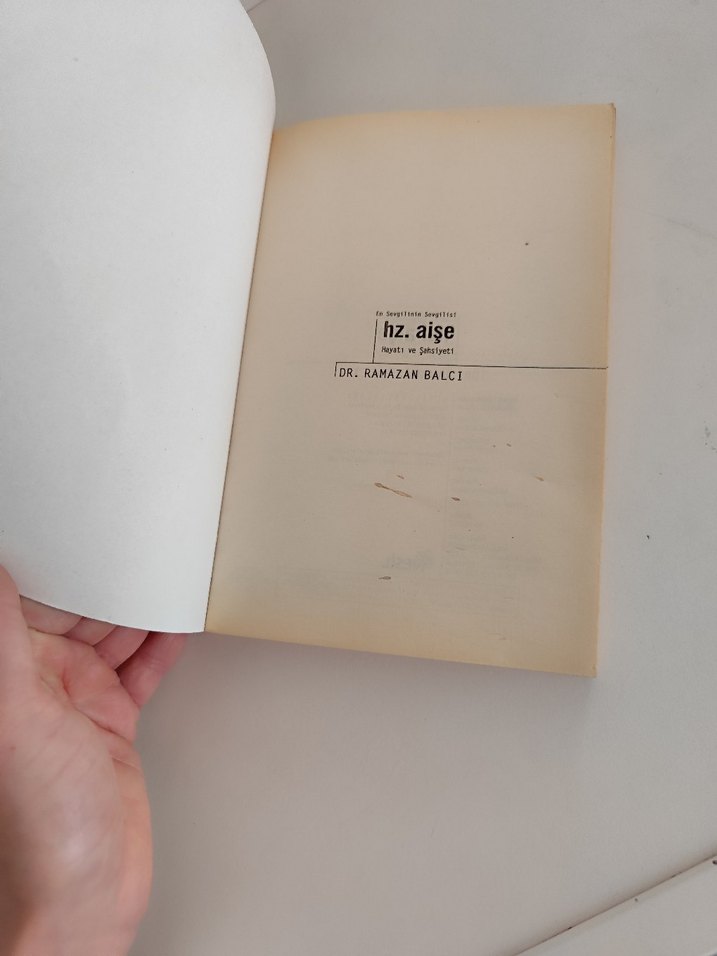 En Sevgilinin Sevgilisi
hz. aişe
Hayatı ve Şahsiyeti
DR. RAMAZAN BALCI